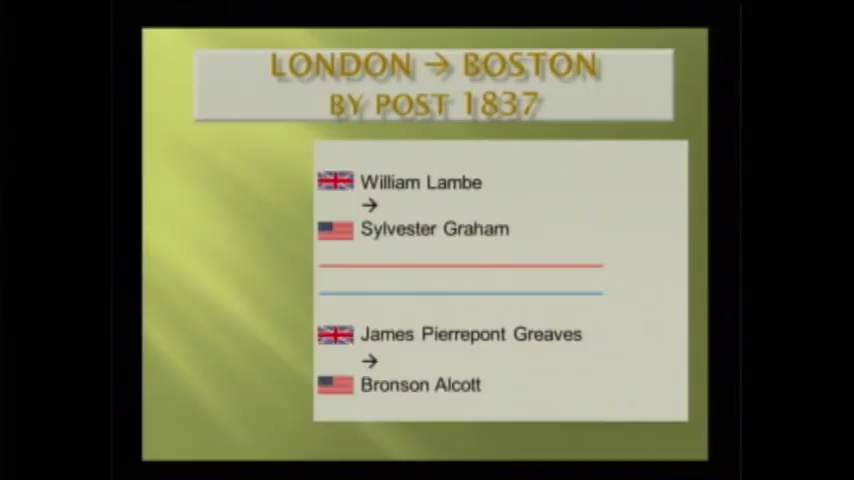 LONDON → BOSTON
BY POST 1837
William Lambe
→
Sylvester Graham
James Pierrepont Greaves
→
Bronson Alcott